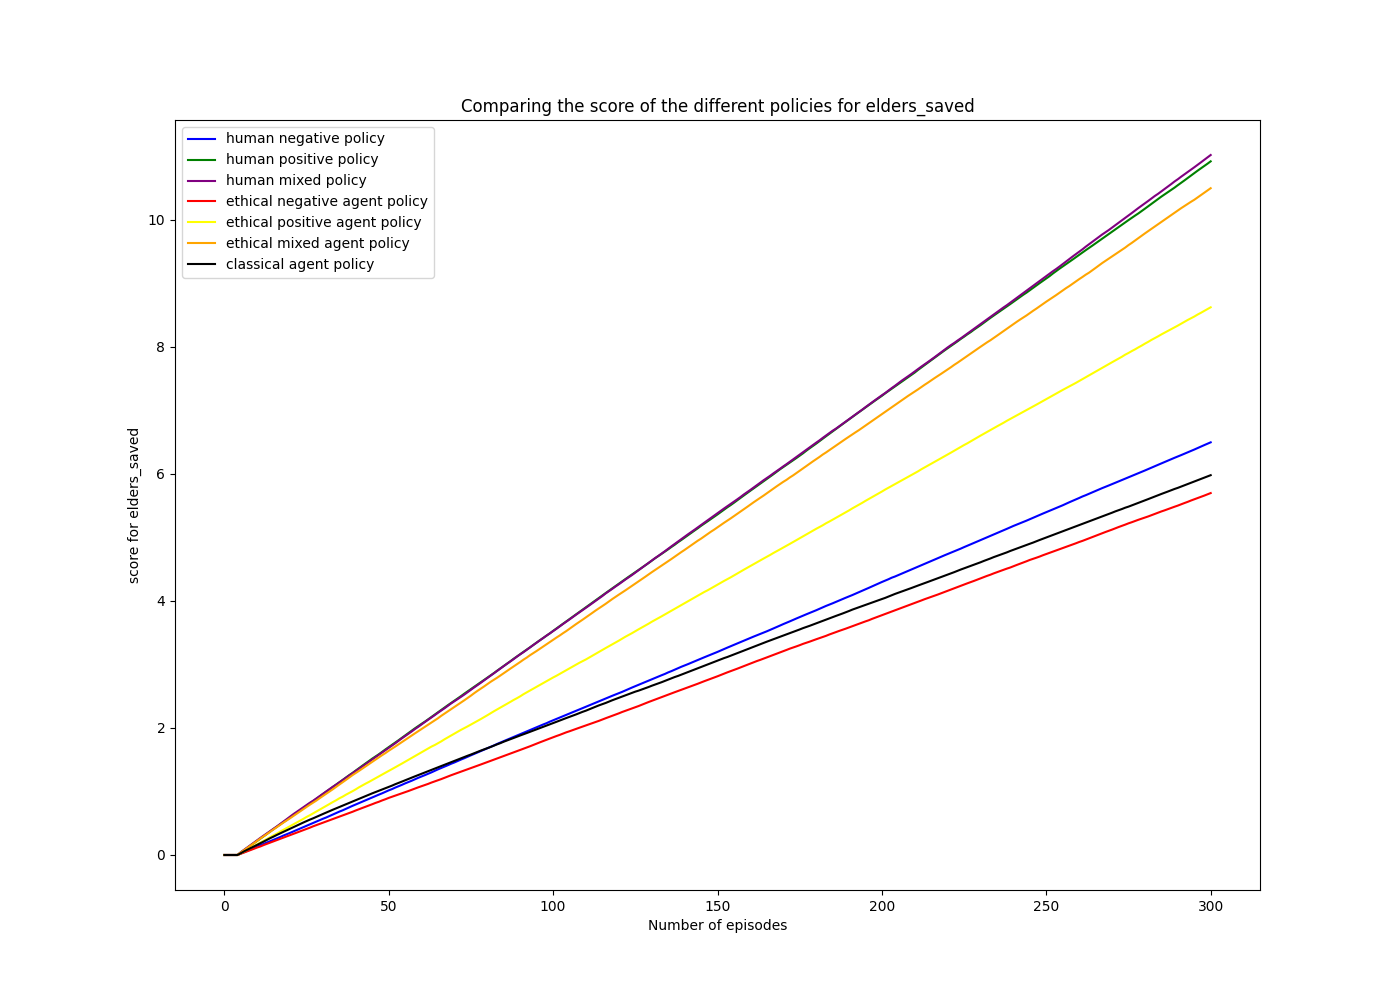 Comparing the score of the different policies for elders_saved
human negative policy
human positive policy
human mixed policy
ethical negative agent policy
ethical positive agent policy
ethical mixed agent policy
classical agent policy
score for elders_saved
10
8
6
4
2
0
0 50 100 150 200 250 300
Number of episodes